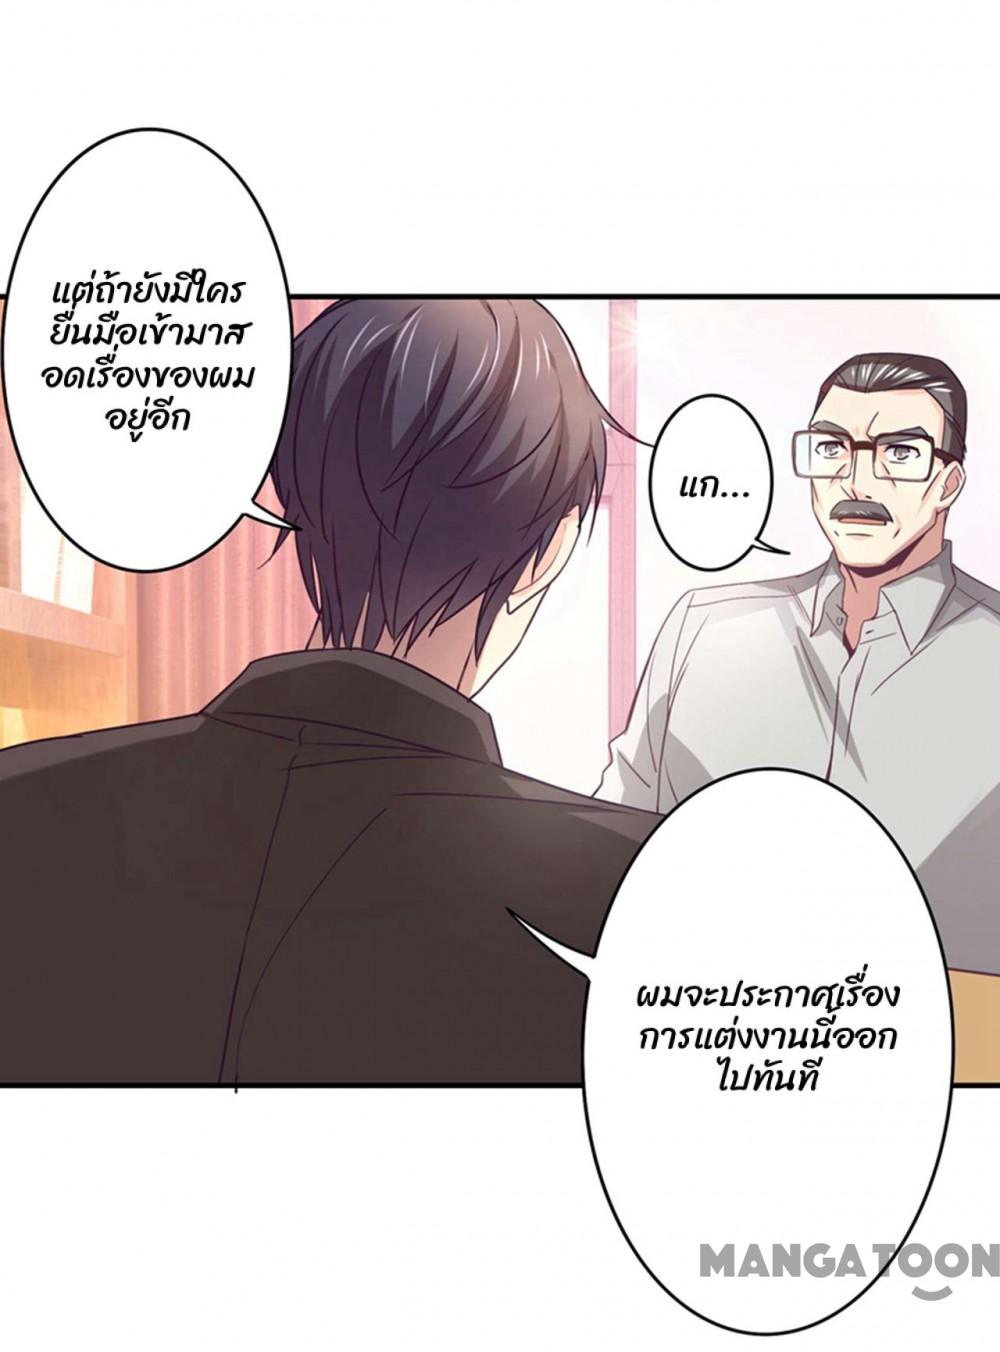 แต่ถ้ายังมีใคร
ยื่นมือเข้ามาส
อดเรื่องของผม
อยู่อีก
แก...
ผมจะประกาศเรื่อง
การแต่งงานนี้ออก
ไปทันที
MANGATOON